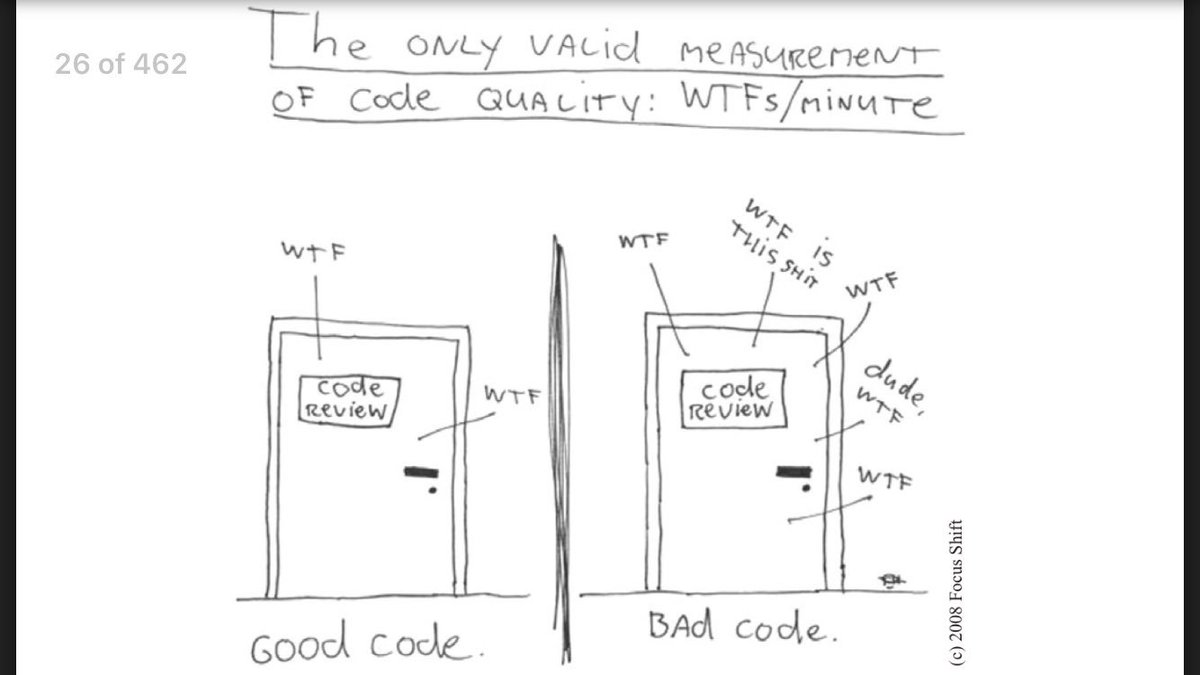 26 of 462
The ONLY VALid MEASUREMENT
OF Code QUALITY: WTFs/MINUTE
WTF
code
REVIEW
WTF
Good code.
WTF
WTF is
THiS SHiT
WTF
dude,
WTF
WTF
code
REVIEW
BAd code.
(c) 2008 Focus Shift